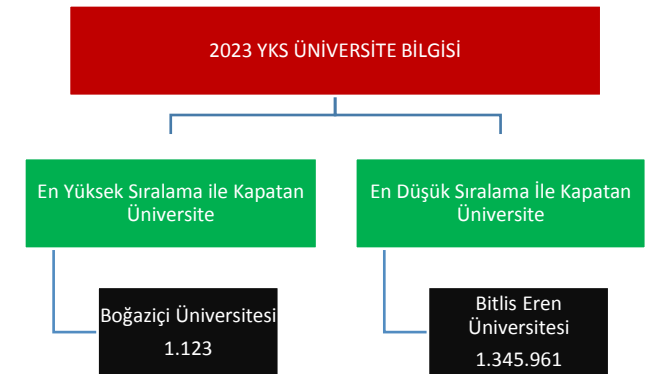 2023 YKS ÜNİVERSİTE BİLGİSİ
En Yüksek Sıralama ile Kapatan
Üniversite
Boğaziçi Üniversitesi
1.123
En Düşük Sıralama İle Kapatan
Üniversite
Bitlis Eren
Üniversitesi
1.345.961